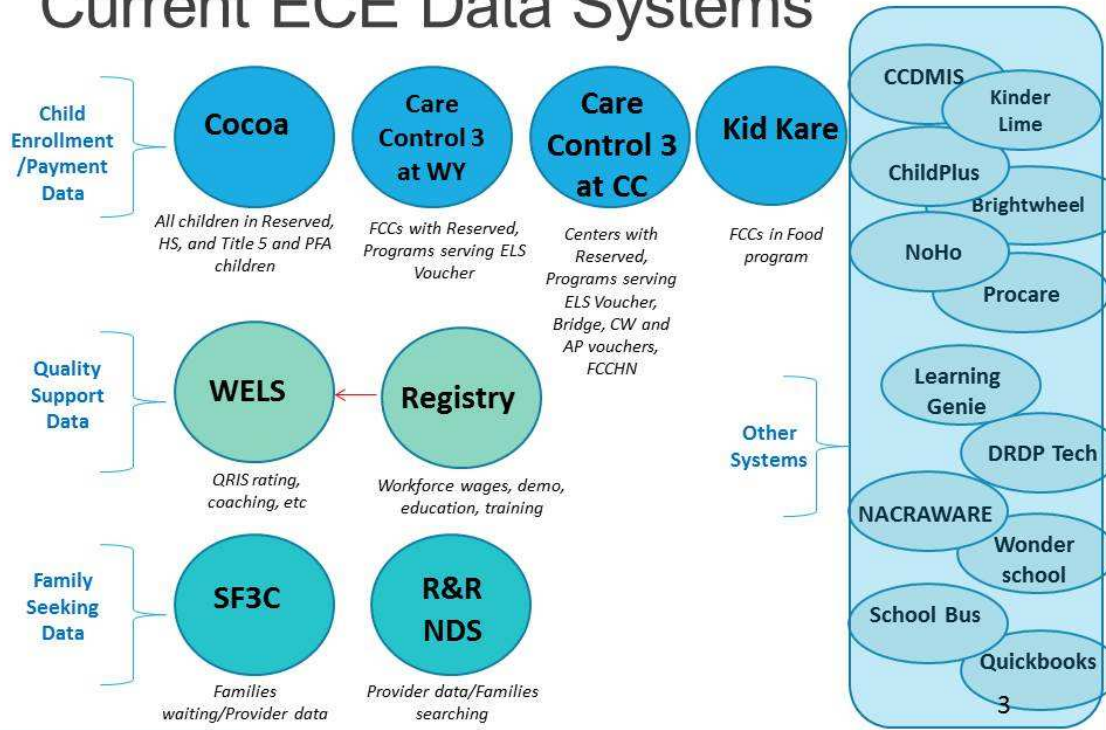 Current ECE Data Systems
Child
Enrollment
/Payment
Data
Cocoa
All children in Reserved,
HS, and Title 5 and PFA
children
Care
Control 3
at WY
FCCs with Reserved,
Programs serving ELS
Voucher
Care
Control 3
at CC
Centers with
Reserved,
Programs serving
ELS Voucher,
Bridge, CW and
AP vouchers,
FCCHN
Kid Kare
FCCs in Food
program
Quality
Support
Data
WELS
QRIS rating,
coaching, etc
Registry
Workforce wages, demo,
education, training
Family
Seeking
Data
SF3C
Families
waiting/Provider data
R&R
NDS
Provider data/Families
searching
Other
Systems
CCDMIS
Kinder
Lime
ChildPlus
Brightwheel
NoHo
Procare
Learning
Genie
DRDP Tech
NACRAWARE
Wonder
school
School Bus
Quickbooks
3